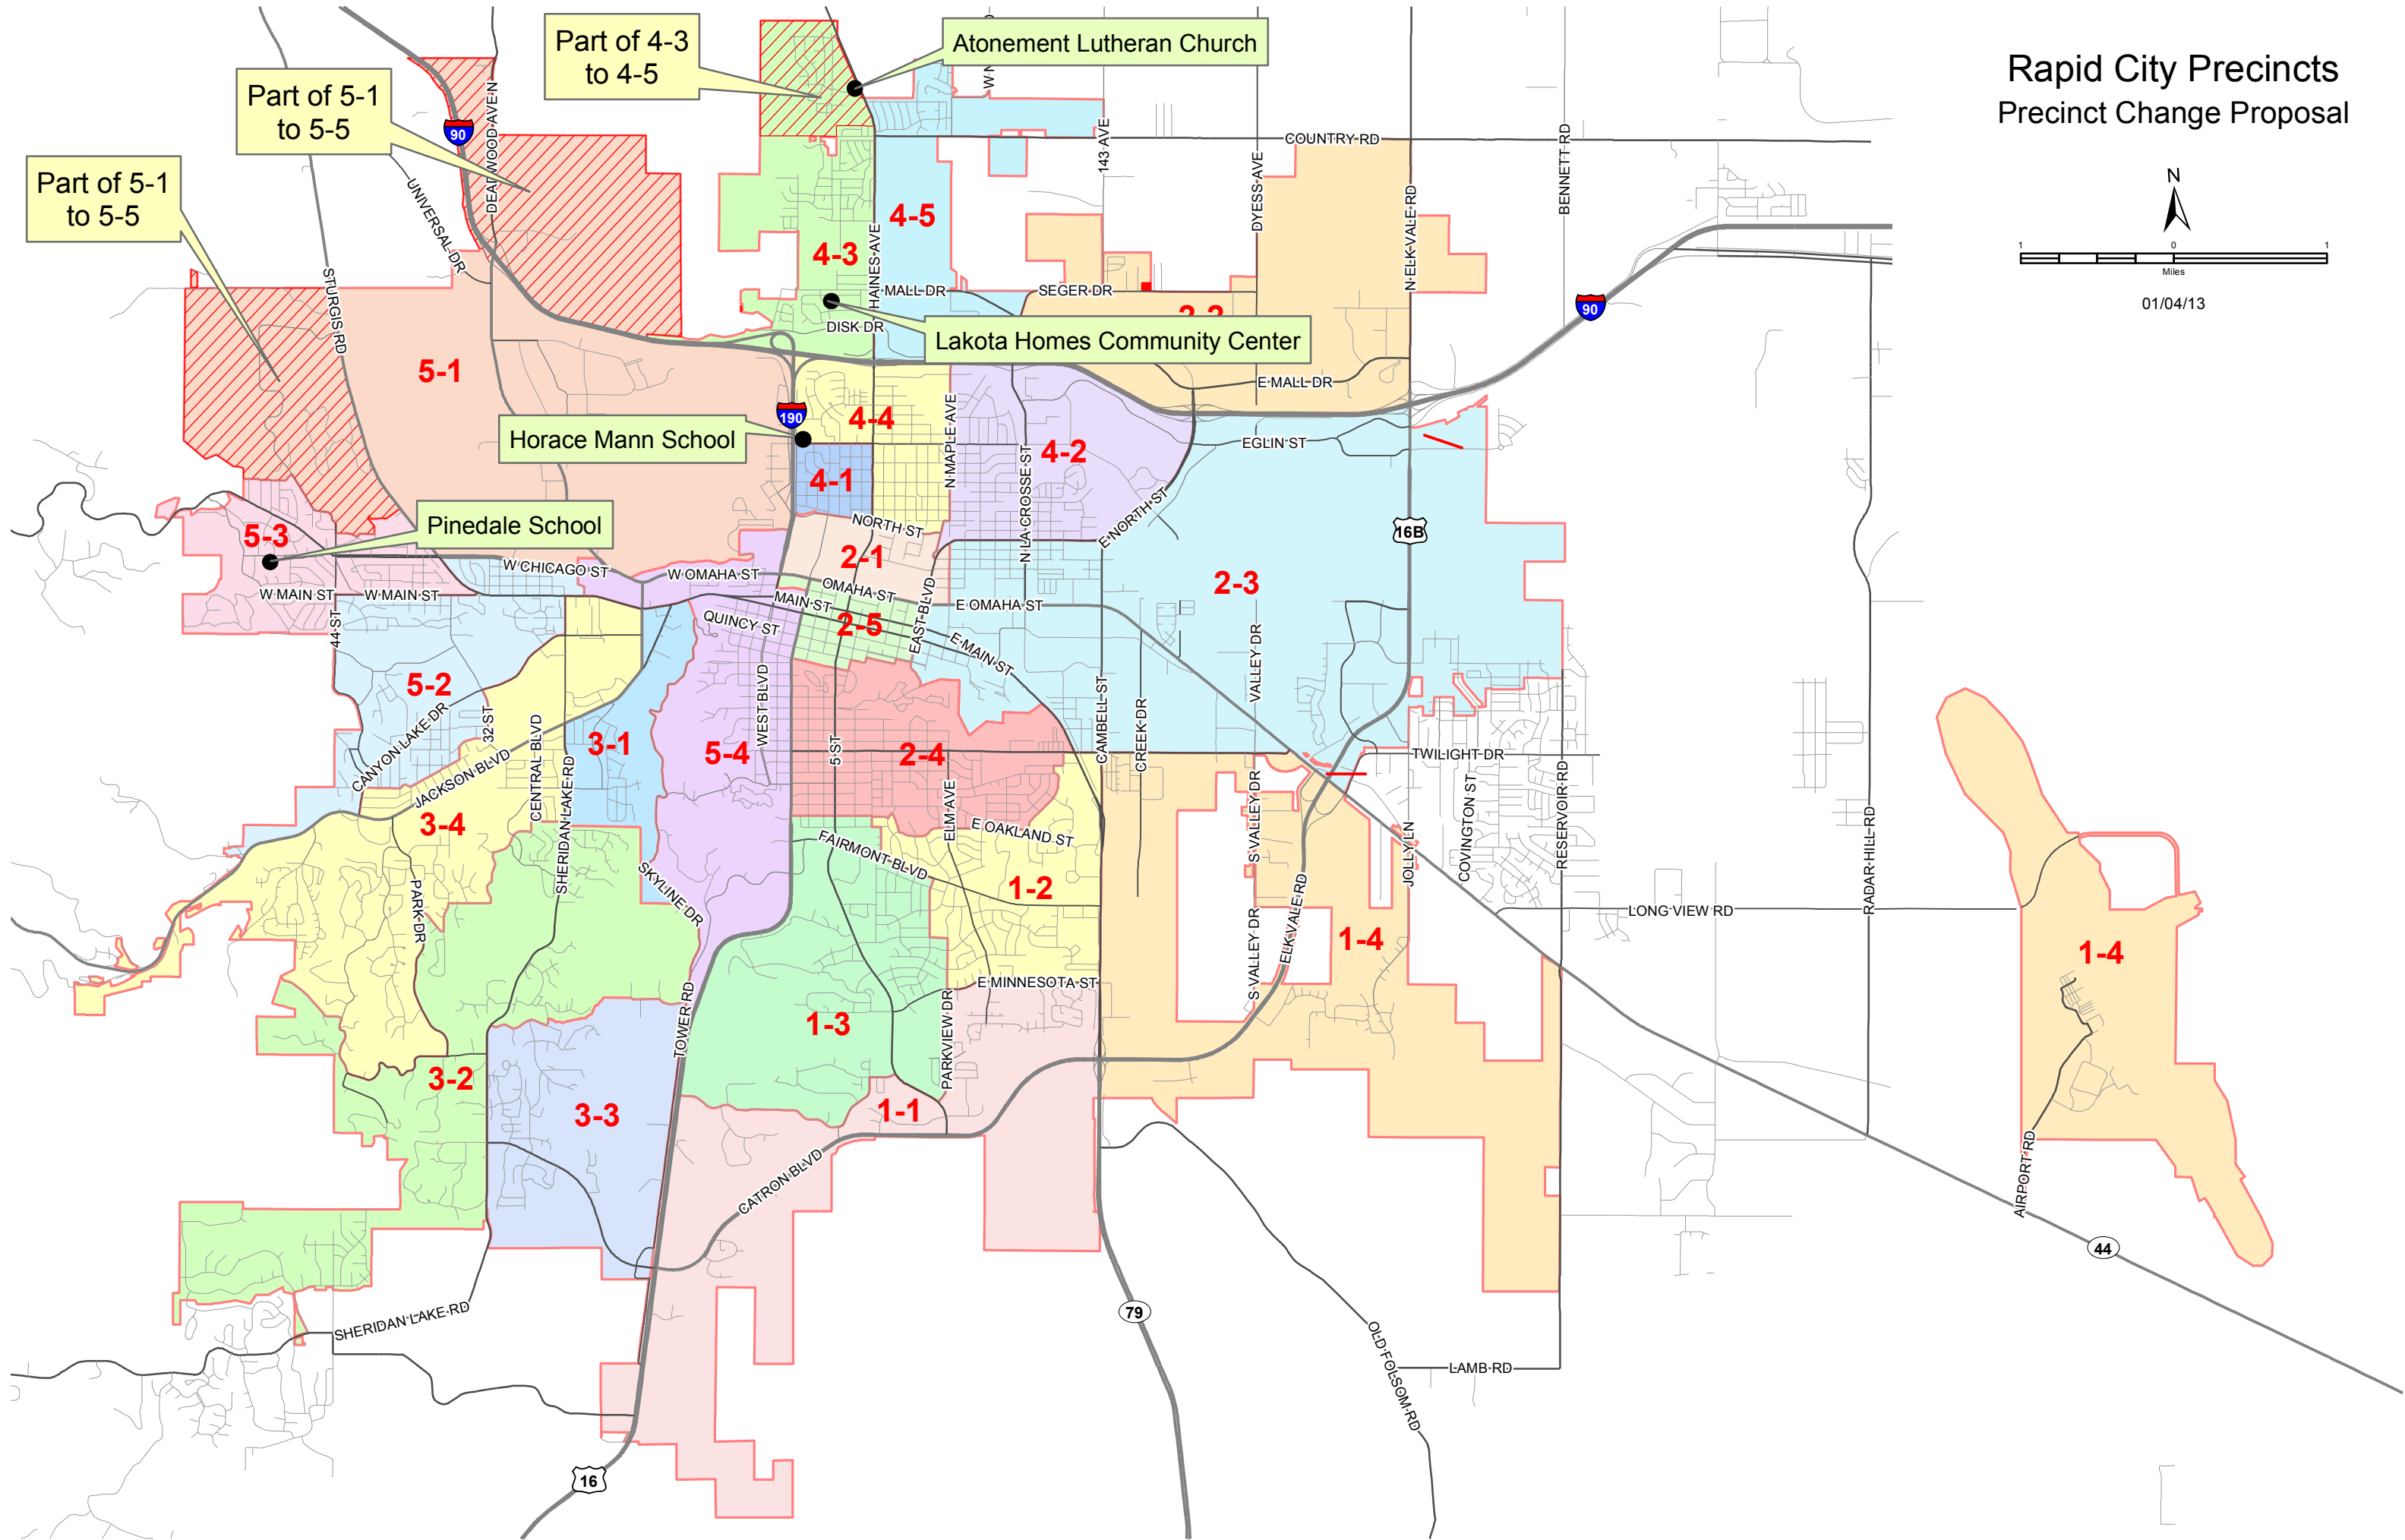 Rapid City Precincts
Precinct Change Proposal
N
1
0
1
Miles
01/04/13
Part of 4-3
to 4-5
Atonement Lutheran Church
Part of 5-1
to 5-5
Part of 5-1
to 5-5
Lakota Homes Community Center
Horace Mann School
Pinedale School
90
DEADWOOD AVE N
UNIVERSAL DR
STURGIS RD
HAINES AVE
143 AVE
COUNTRY RD
DYESS AVE
N ELK VALE RD
BENNETT RD
90
4-5
4-3
MALL DR
SEGER DR
DISK DR
E MALL DR
5-1
190
4-4
4-1
4-2
N MAPLE AVE
N LA CROSSE ST
EGLIN ST
E NORTH ST
16B
5-3
NORTH ST
2-1
2-3
W CHICAGO ST
W OMAHA ST
OMAHA ST
E OMAHA ST
W MAIN ST
W MAIN ST
MAIN ST
QUINCY ST
2-5
EAST BLVD
E MAIN ST
44 ST
5-2
CANYON LAKE DR
32 ST
CENTRAL BLVD
JACKSON BLVD
3-1
SHERIDAN LAKE RD
5-4
WEST BLVD
5 ST
2-4
CAMBELL ST
CREEK DR
VALLEY DR
TWILIGHT DR
3-4
ELM AVE
E OAKLAND ST
FAIRMONT BLVD
1-2
S VALLEY DR
S VALLEY DR
ELK VALE RD
JOLLY LN
COVINGTON ST
RESERVOIR RD
RADAR HILL RD
LONG VIEW RD
PARK DR
SKYLINE DR
1-4
1-4
E MINNESOTA ST
TOWER RD
1-3
PARKVIEW DR
3-2
3-3
1-1
CATRON BLVD
AIRPORT RD
44
SHERIDAN LAKE RD
79
OLD FOLSOM RD
LAMB RD
16